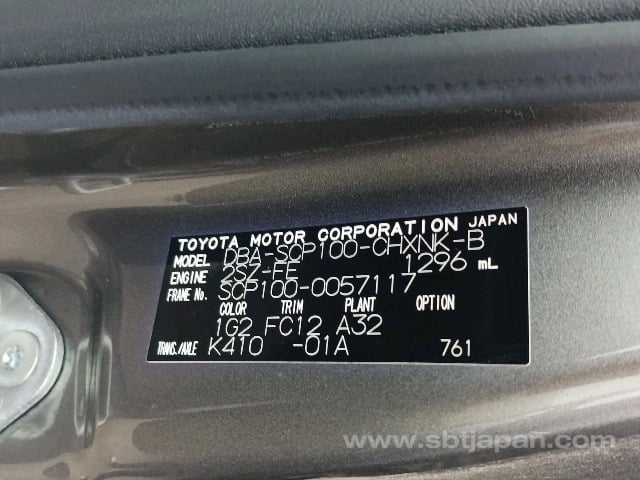 TOYOTA MOTOR CORPORATION JAPAN
MODEL DBA-SCP100-CHXNK-B
ENGINE 2SZ-FE 1296 mL
FRAME No. SCP100-0057117
COLOR TRIM PLANT OPTION
1G2 FC12 A32
TRANS./AXLE K410 -01A 761
www.sbtjapan.com